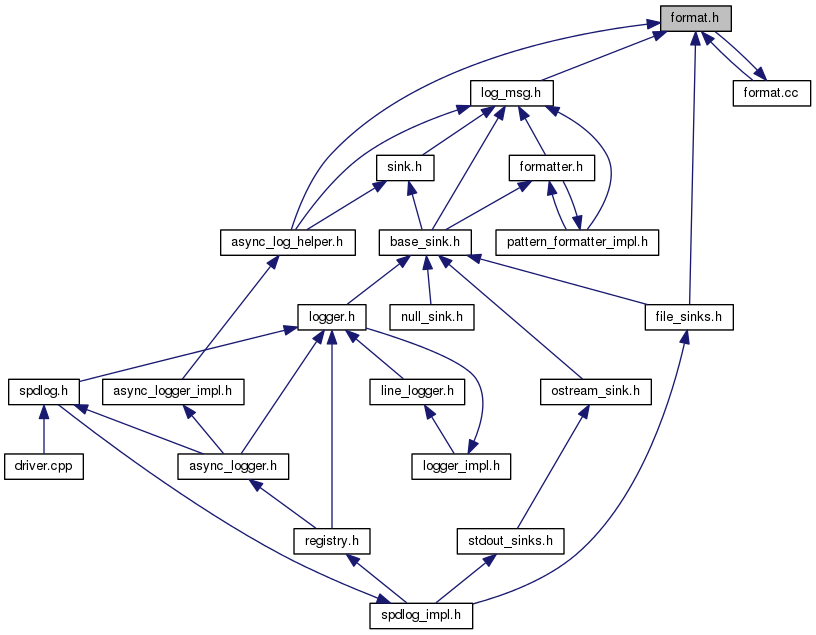 format.h
log_msg.h
format.cc
sink.h
formatter.h
async_log_helper.h
base_sink.h
pattern_formatter_impl.h
logger.h
null_sink.h
file_sinks.h
spdlog.h
async_logger_impl.h
line_logger.h
ostream_sink.h
driver.cpp
async_logger.h
logger_impl.h
registry.h
stdout_sinks.h
spdlog_impl.h